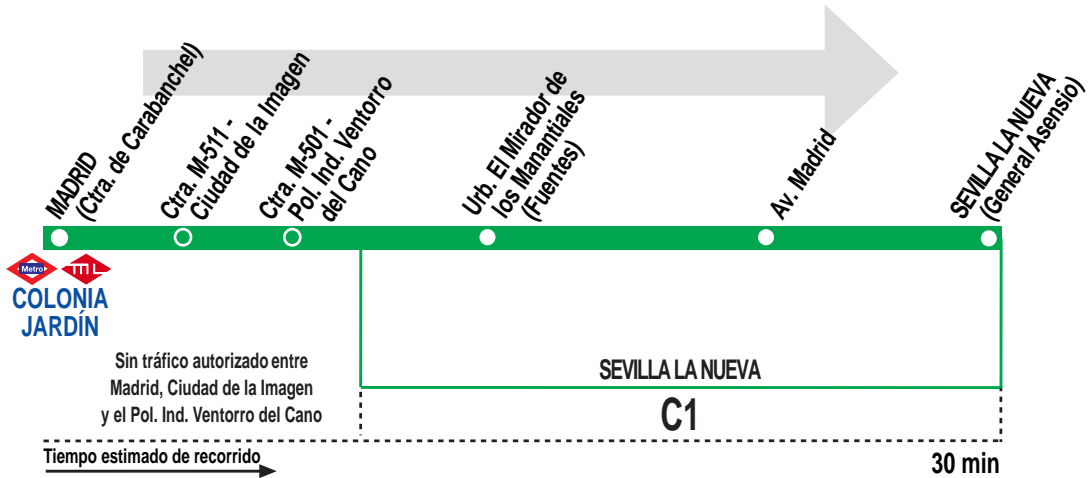 MADRID
(Ctra. de Carabanchel)
Ctra. M-511 -
Ciudad de la Imagen
Ctra. M-501 -
Pol. Ind. Ventorro
del Cano
Urb. El Mirador de
los Manantiales
(Fuentes)
Av. Madrid
SEVILLA LA NUEVA
(General Asensio)
Metro
ML
COLONIA
JARDÍN
Sin tráfico autorizado entre
Madrid, Ciudad de la Imagen
y el Pol. Ind. Ventorro del Cano
SEVILLA LA NUEVA
C1
Tiempo estimado de recorrido
30 min